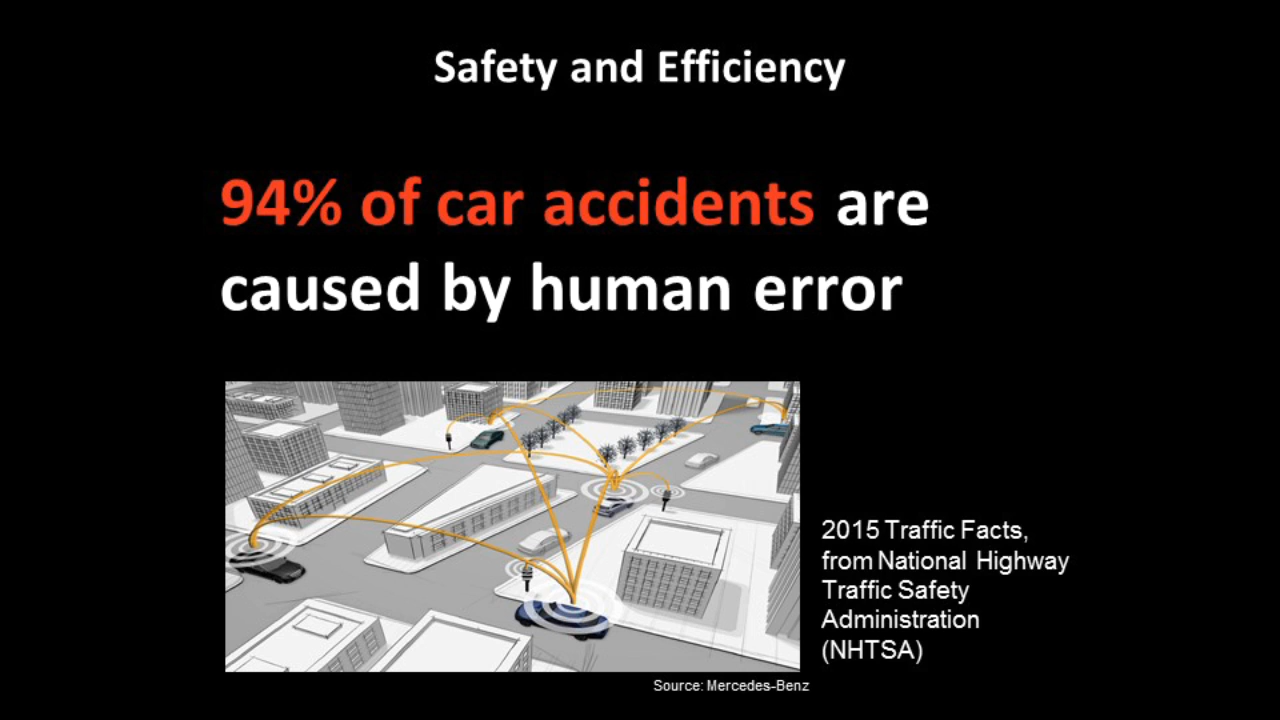 Safety and Efficiency
94% of car accidents are
caused by human error
2015 Traffic Facts,
from National Highway
Traffic Safety
Administration
(NHTSA)
Source: Mercedes-Benz